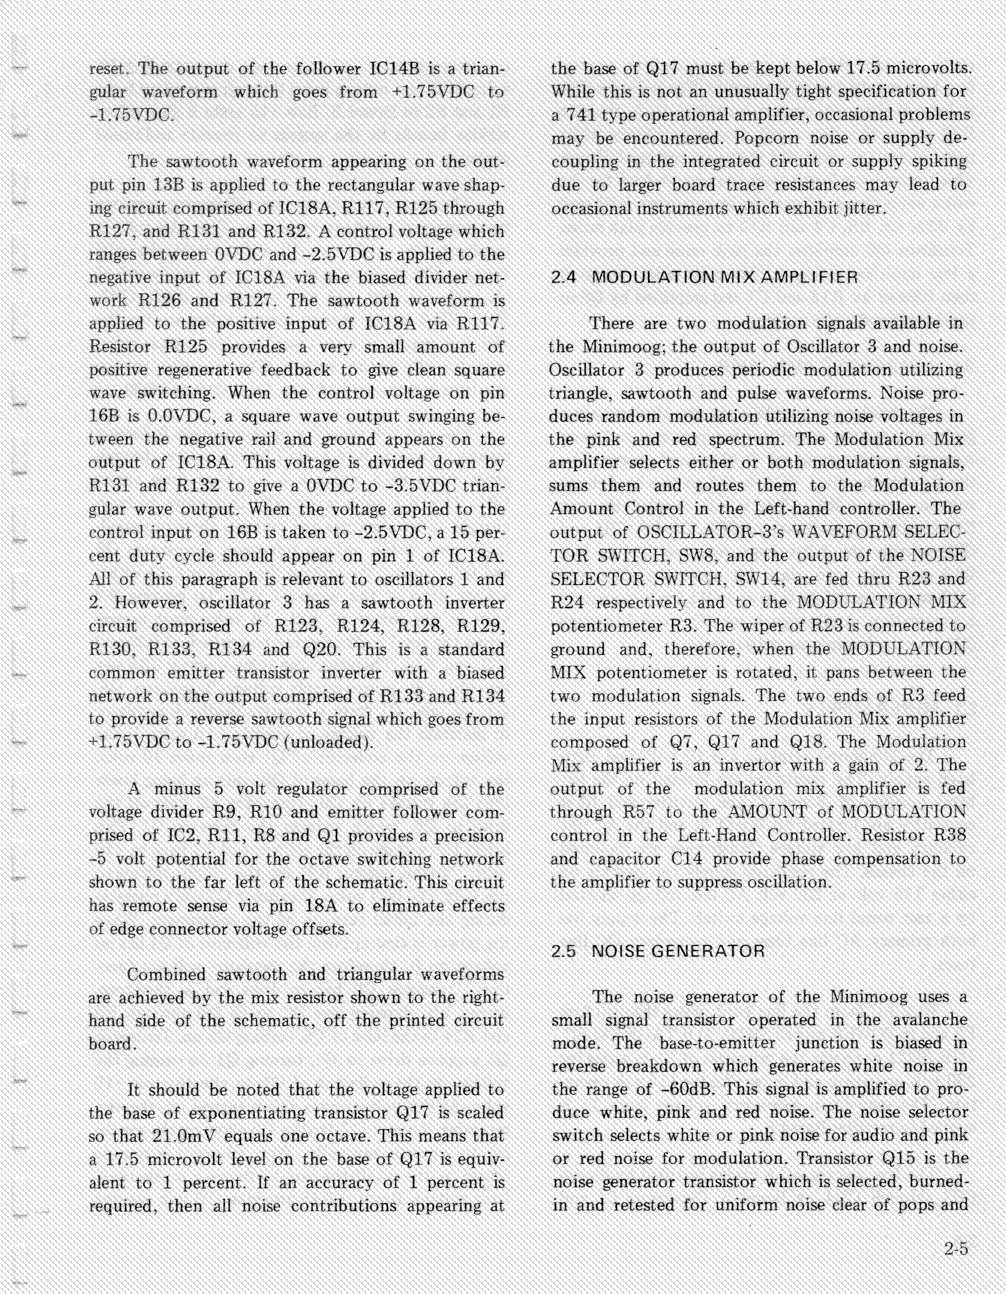 reset. The output of the follower IC14B is a trian-
gular waveform which goes from +1.75VDC to
-1.75VDC.
The sawtooth waveform appearing on the out-
put pin 13B is applied to the rectangular wave shap-
ing circuit comprised of IC18A, R117, R125 through
R127, and R131 and R132. A control voltage which
ranges between 0VDC and -2.5VDC is applied to the
negative input of IC18A via the biased divider net-
work R126 and R127. The sawtooth waveform is
applied to the positive input of IC18A via R117.
Resistor R125 provides a very small amount of
positive regenerative feedback to give clean square
wave switching. When the control voltage on pin
16B is 0.0VDC, a square wave output swinging be-
tween the negative rail and ground appears on the
output of IC18A. This voltage is divided down by
R131 and R132 to give a 0VDC to -3.5VDC trian-
gular wave output. When the voltage applied to the
control input on 16B is taken to -2.5VDC, a 15 per-
cent duty cycle should appear on pin 1 of IC18A.
All of this paragraph is relevant to oscillators 1 and
2. However, oscillator 3 has a sawtooth inverter
circuit comprised of R123, R124, R128, R129,
R130, R133, R134 and Q20. This is a standard
common emitter transistor inverter with a biased
network on the output comprised of R133 and R134
to provide a reverse sawtooth signal which goes from
+1.75VDC to -1.75VDC (unloaded).
A minus 5 volt regulator comprised of the
voltage divider R9, R10 and emitter follower com-
prised of IC2, R11, R8 and Q1 provides a precision
-5 volt potential for the octave switching network
shown to the far left of the schematic. This circuit
has remote sense via pin 18A to eliminate effects
of edge connector voltage offsets.
Combined sawtooth and triangular waveforms
are achieved by the mix resistor shown to the right-
hand side of the schematic, off the printed circuit
board.
It should be noted that the voltage applied to
the base of exponentiating transistor Q17 is scaled
so that 21.0mV equals one octave. This means that
a 17.5 microvolt level on the base of Q17 is equiv-
alent to 1 percent. If an accuracy of 1 percent is
required, then all noise contributions appearing at
the base of Q17 must be kept below 17.5 microvolts.
While this is not an unusually tight specification for
a 741 type operational amplifier, occasional problems
may be encountered. Popcorn noise or supply de-
coupling in the integrated circuit or supply spiking
due to larger board trace resistances may lead to
occasional instruments which exhibit jitter.
2.4 MODULATION MIX AMPLIFIER
There are two modulation signals available in
the Minimoog; the output of Oscillator 3 and noise.
Oscillator 3 produces periodic modulation utilizing
triangle, sawtooth and pulse waveforms. Noise pro-
duces random modulation utilizing noise voltages in
the pink and red spectrum. The Modulation Mix
amplifier selects either or both modulation signals,
sums them and routes them to the Modulation
Amount Control in the Left-hand controller. The
output of OSCILLATOR-3's WAVEFORM SELEC-
TOR SWITCH, SW8, and the output of the NOISE
SELECTOR SWITCH, SW14, are fed thru R23 and
R24 respectively and to the MODULATION MIX
potentiometer R3. The wiper of R23 is connected to
ground and, therefore, when the MODULATION
MIX potentiometer is rotated, it pans between the
two modulation signals. The two ends of R3 feed
the input resistors of the Modulation Mix amplifier
composed of Q7, Q17 and Q18. The Modulation
Mix amplifier is an invertor with a gain of 2. The
output of the modulation mix amplifier is fed
through R57 to the AMOUNT of MODULATION
control in the Left-Hand Controller. Resistor R38
and capacitor C14 provide phase compensation to
the amplifier to suppress oscillation.
2.5 NOISE GENERATOR
The noise generator of the Minimoog uses a
small signal transistor operated in the avalanche
mode. The base-to-emitter junction is biased in
reverse breakdown which generates white noise in
the range of -60dB. This signal is amplified to pro-
duce white, pink and red noise. The noise selector
switch selects white or pink noise for audio and pink
or red noise for modulation. Transistor Q15 is the
noise generator transistor which is selected, burned-
in and retested for uniform noise clear of pops and
2-5